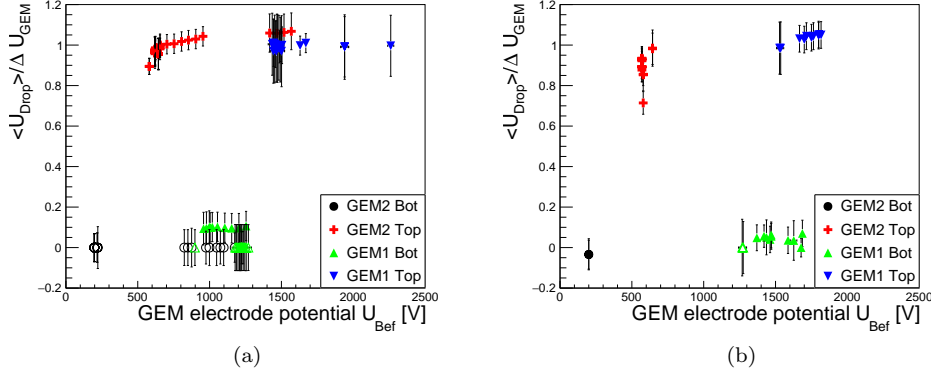 <U_Drop>/Δ U_GEM
1.2
1
0.8
0.6
0.4
0.2
0
−0.2
0 500 1000 1500 2000 2500
GEM electrode potential U_Bef [V]
GEM2 Bot
GEM2 Top
GEM1 Bot
GEM1 Top
(a)
<U_Drop>/Δ U_GEM
1.2
1
0.8
0.6
0.4
0.2
0
−0.2
0 500 1000 1500 2000 2500
GEM electrode potential U_Bef [V]
GEM2 Bot
GEM2 Top
GEM1 Bot
GEM1 Top
(b)